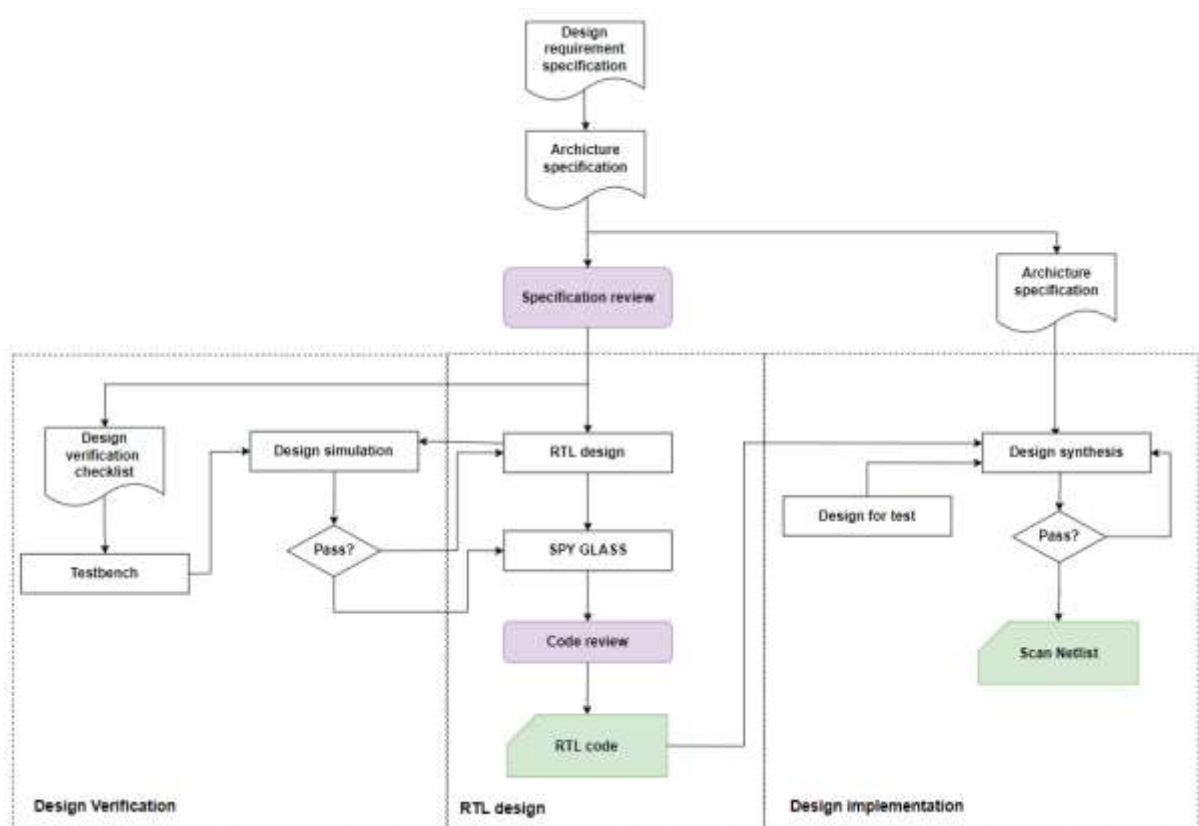 Design
requirement
specification
Archicture
specification
Specification review
Archicture
specification
Design
verification
checklist
Design simulation
RTL design
Design synthesis
Design for test
Pass?
SPY GLASS
Pass?
Testbench
Code review
Scan Netlist
RTL code
Design Verification
RTL design
Design implementation